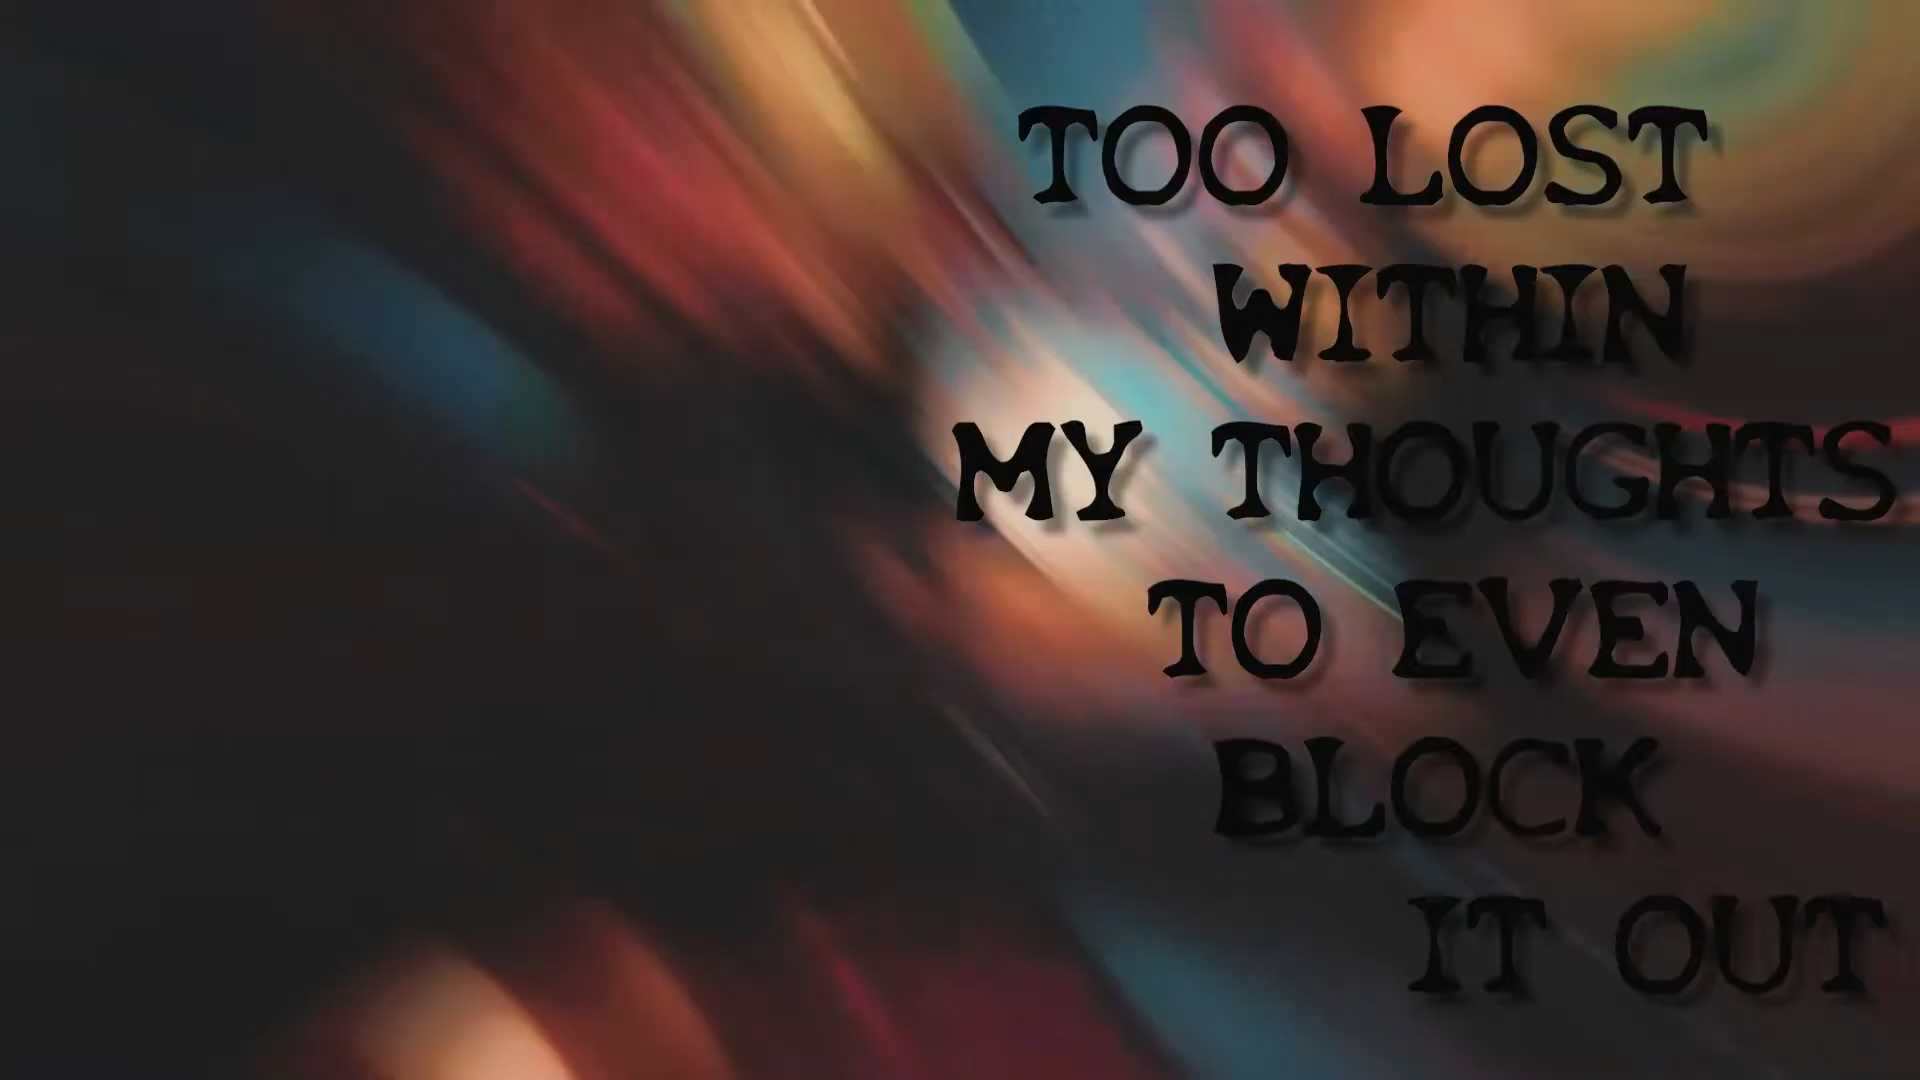 TOO LOST
WITHIN
MY THOUGHTS
TO EVEN
BLOCK
IT OUT